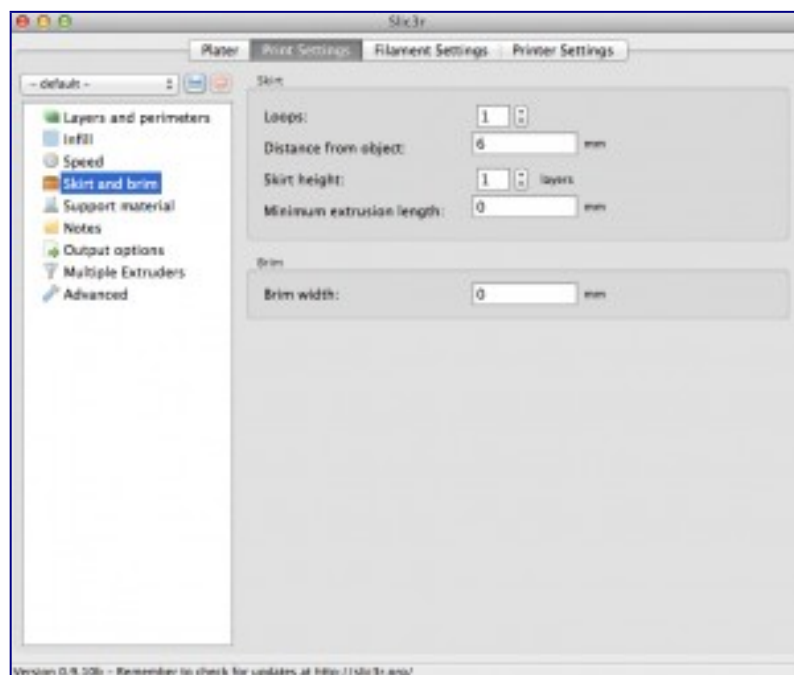 Slic3r
Plater Print Settings Filament Settings Printer Settings
- default -
Layers and perimeters
Infill
Speed
Skirt and brim
Support material
Notes
Output options
Multiple Extruders
Advanced
Skirt
Loops: 1
Distance from object: 6 mm
Skirt height: 1 layers
Minimum extrusion length: 0 mm
Brim
Brim width: 0 mm
Version 0.9.10b - Remember to check for updates at http://slic3r.org/